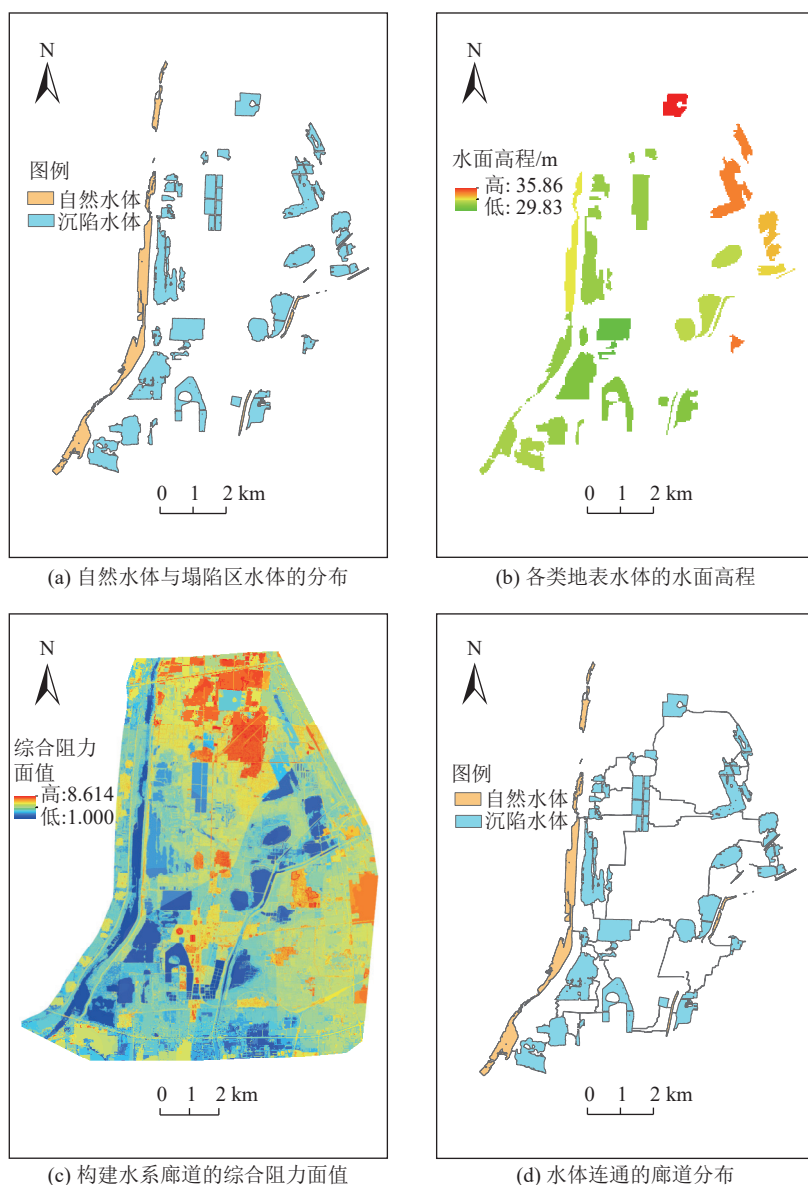 N
图例
自然水体
沉陷水体
0 1 2 km
(a) 自然水体与塌陷区水体的分布
N
水面高程/m
高: 35.86
低: 29.83
0 1 2 km
(b) 各类地表水体的水面高程
N
综合阻力
面值
高:8.614
低:1.000
0 1 2 km
(c) 构建水系廊道的综合阻力面值
N
图例
自然水体
沉陷水体
0 1 2 km
(d) 水体连通的廊道分布